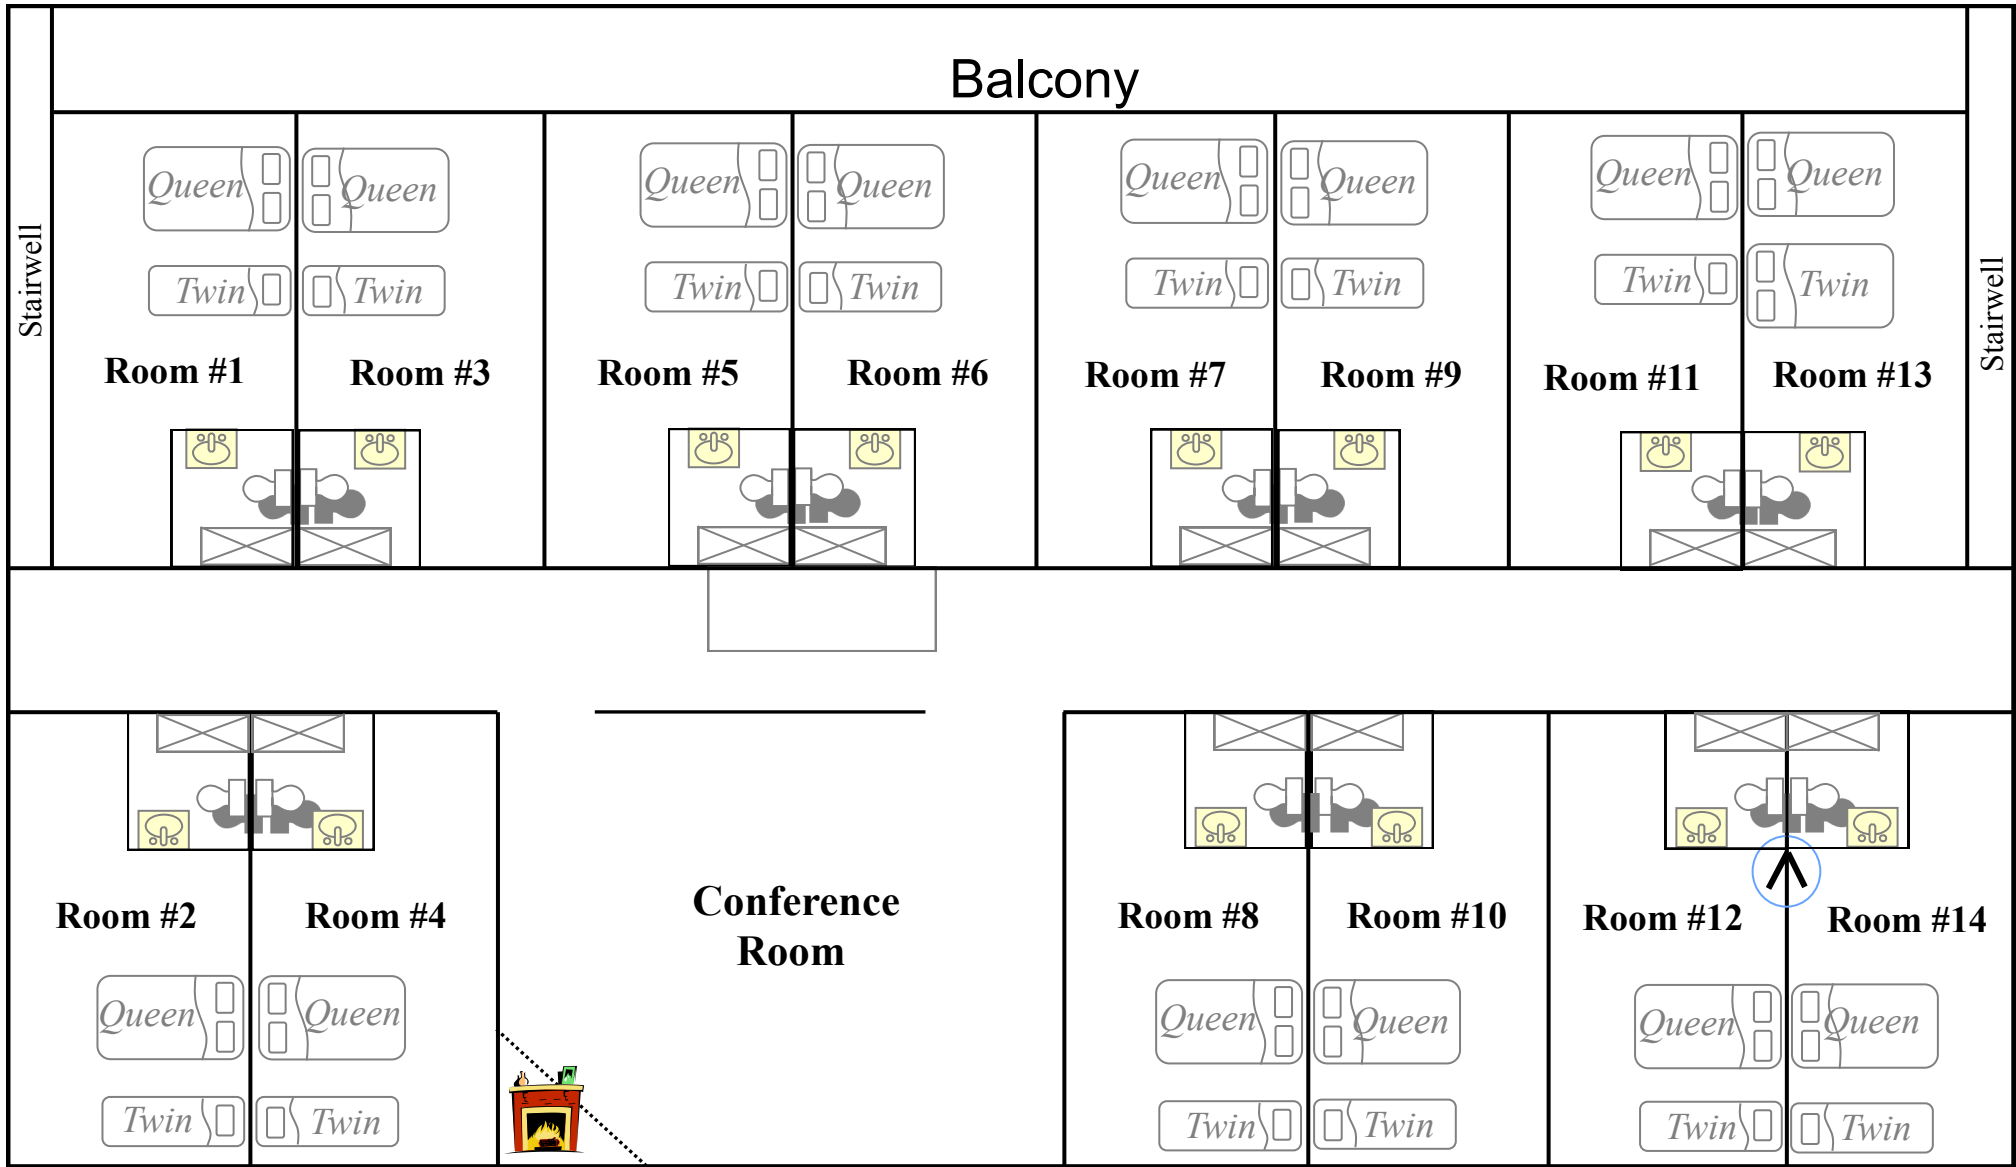 Balcony
Stairwell
Queen
Queen
Queen
Queen
Queen
Queen
Queen
Queen
Twin
Twin
Twin
Twin
Twin
Twin
Twin
Twin
Stairwell
Room #1
Room #3
Room #5
Room #6
Room #7
Room #9
Room #11
Room #13
Conference
Room
Room #2
Room #4
Room #8
Room #10
Room #12
Room #14
Queen
Queen
Queen
Queen
Queen
Queen
Twin
Twin
Twin
Twin
Twin
Twin